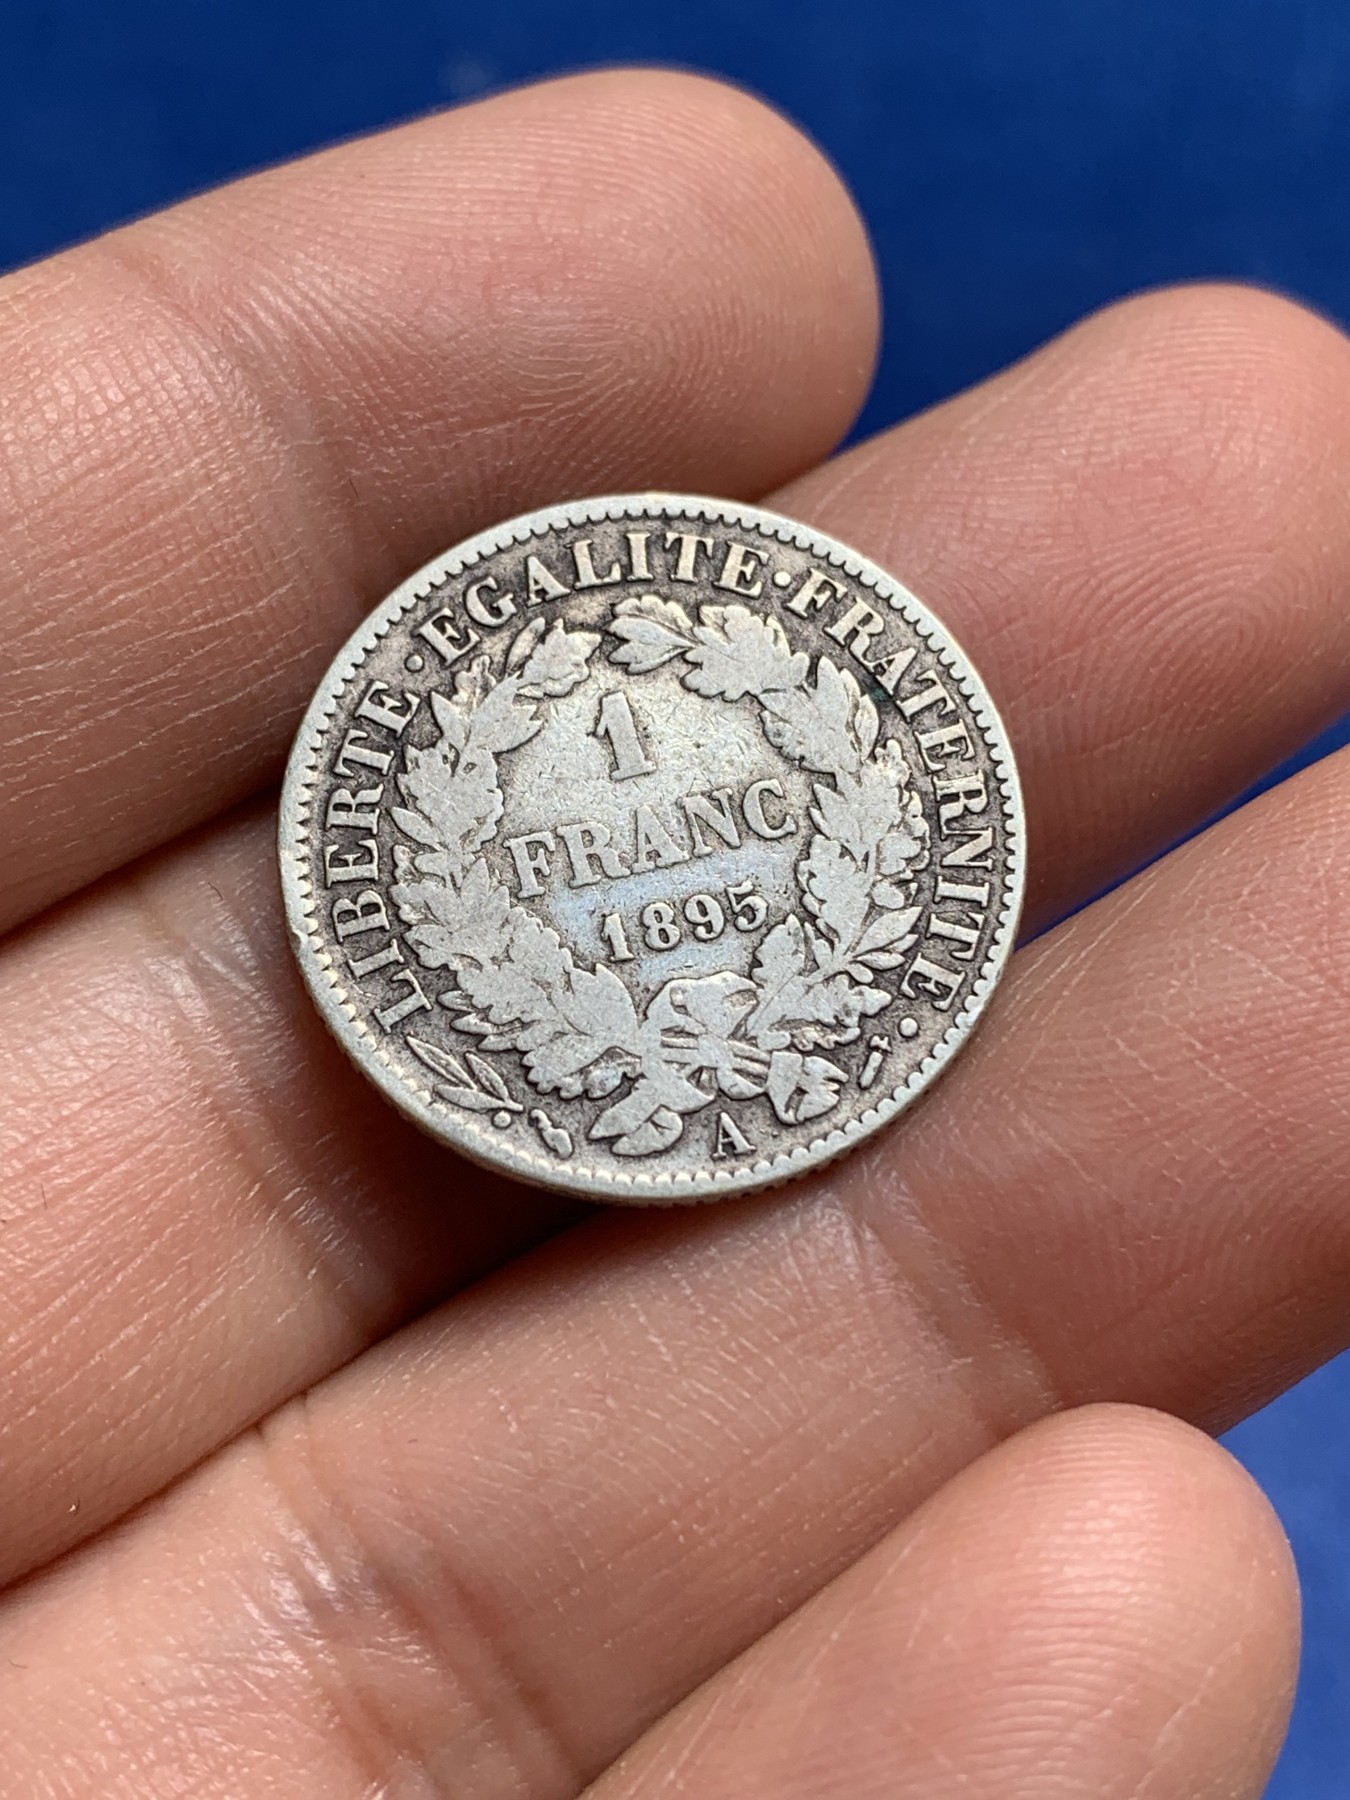 LIBERTE · EGALITE · FRATERNITE ·
1
FRANC
1895
A